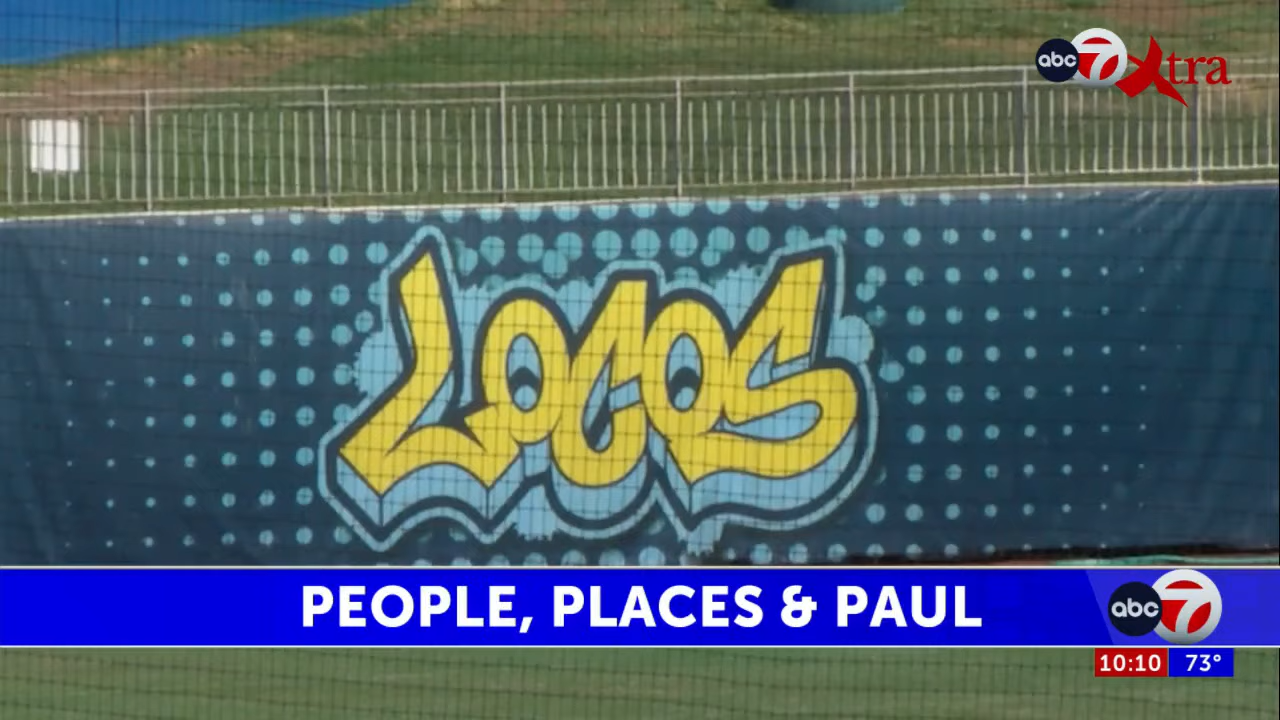 abc 7 Xtra
LOCOS
PEOPLE, PLACES & PAUL
abc 7
10:10 73°